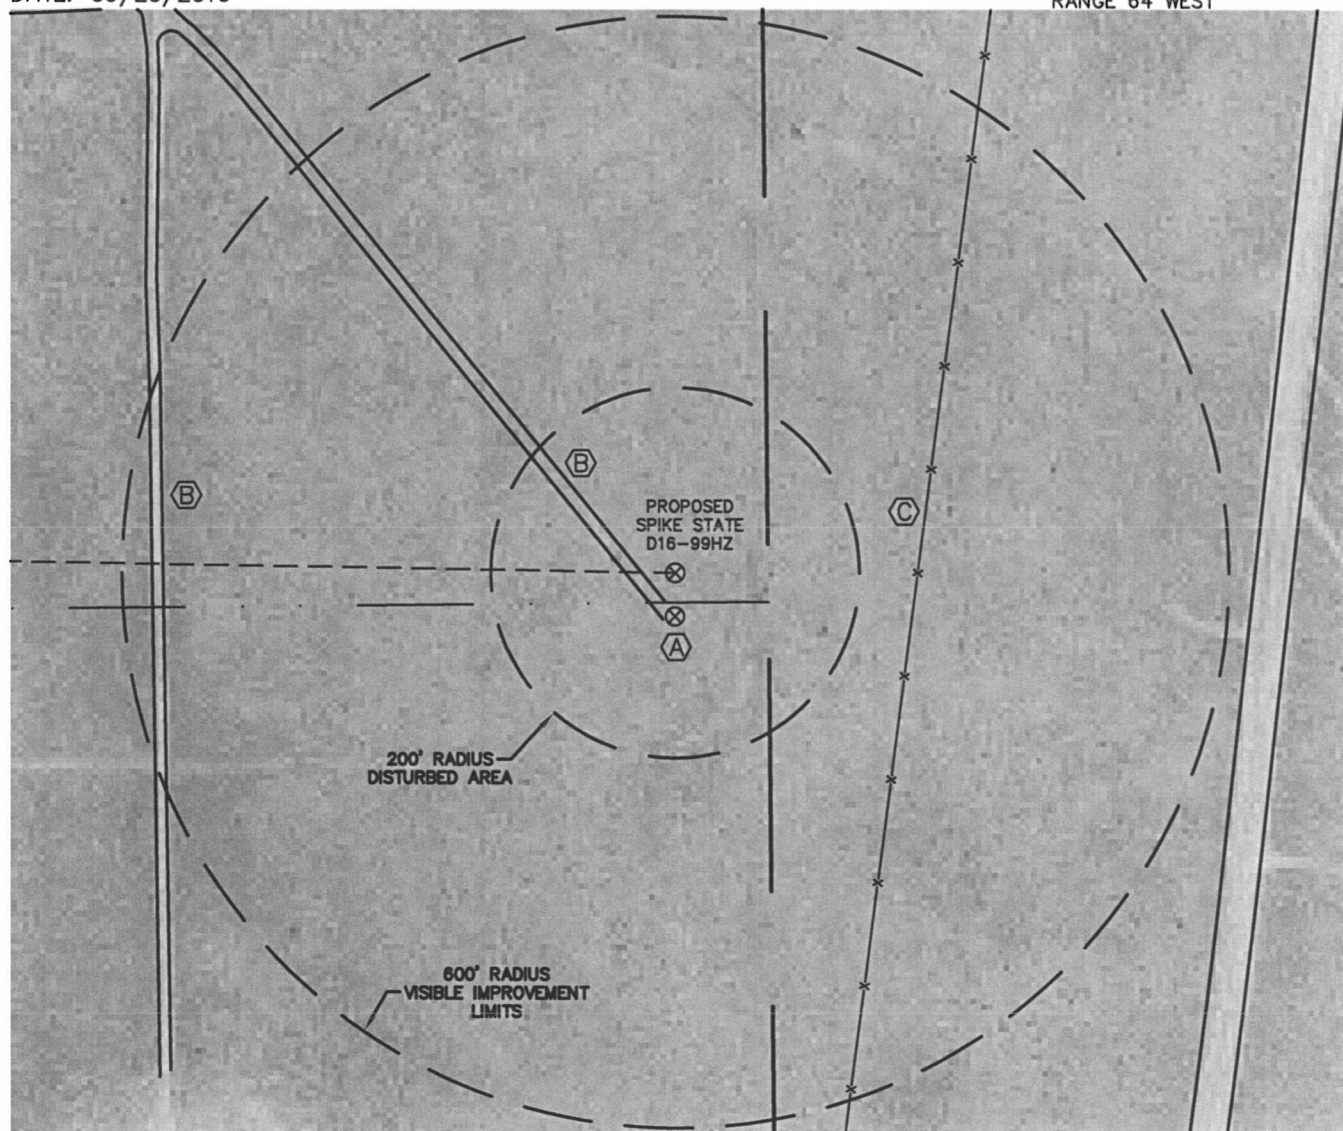 RANGE 64 WEST
B
PROPOSED
SPIKE STATE
D16-99HZ
B
C
A
200' RADIUS
DISTURBED AREA
600' RADIUS
VISIBLE IMPROVEMENT
LIMITS